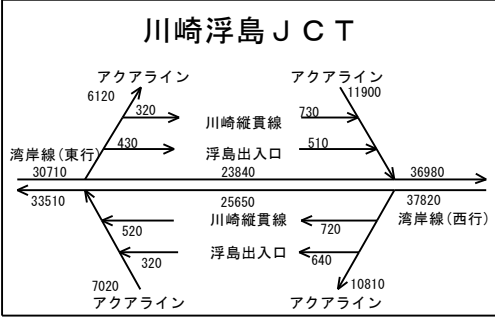 川崎浮島ＪＣＴ
アクアライン
アクアライン
6120
11900
320
730
川崎縦貫線
430
510
浮島出入口
湾岸線(東行)
30710
23840
36980
33510
25650
37820
川崎縦貫線
湾岸線(西行)
520
720
浮島出入口
320
640
7020
10810
アクアライン
アクアライン